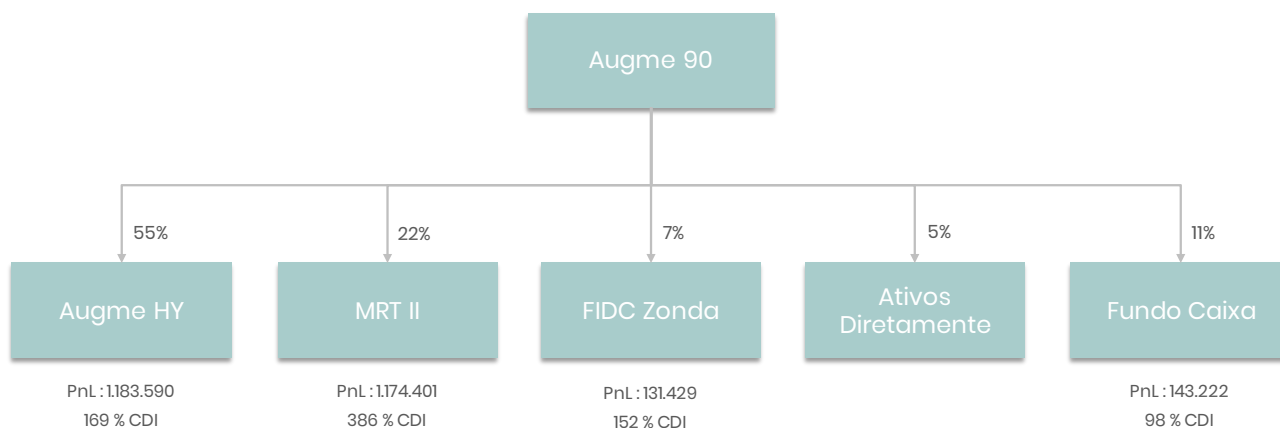 Augme 90
55%
22%
7%
5%
11%
Augme HY
MRT II
FIDC Zonda
Ativos
Diretamente
Fundo Caixa
PnL : 1.183.590
169 % CDI
PnL : 1.174.401
386 % CDI
PnL : 131.429
152 % CDI
PnL : 143.222
98 % CDI